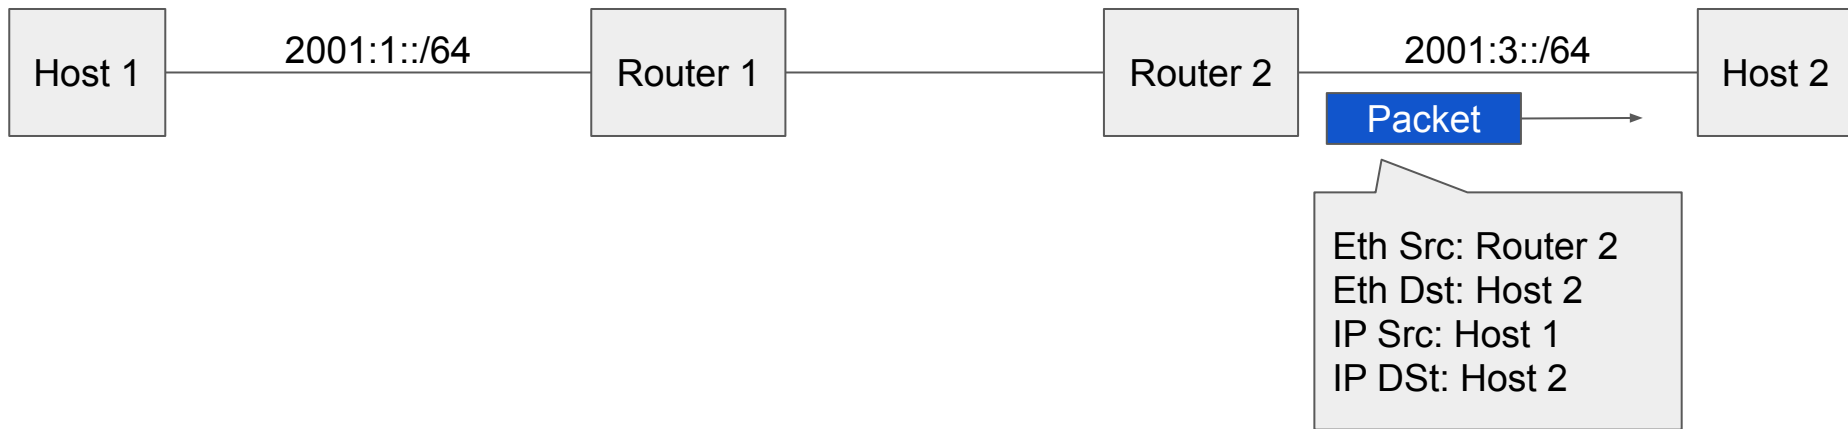 Host 1
2001:1::/64
Router 1
Router 2
2001:3::/64
Host 2
Packet
Eth Src: Router 2
Eth Dst: Host 2
IP Src: Host 1
IP DSt: Host 2